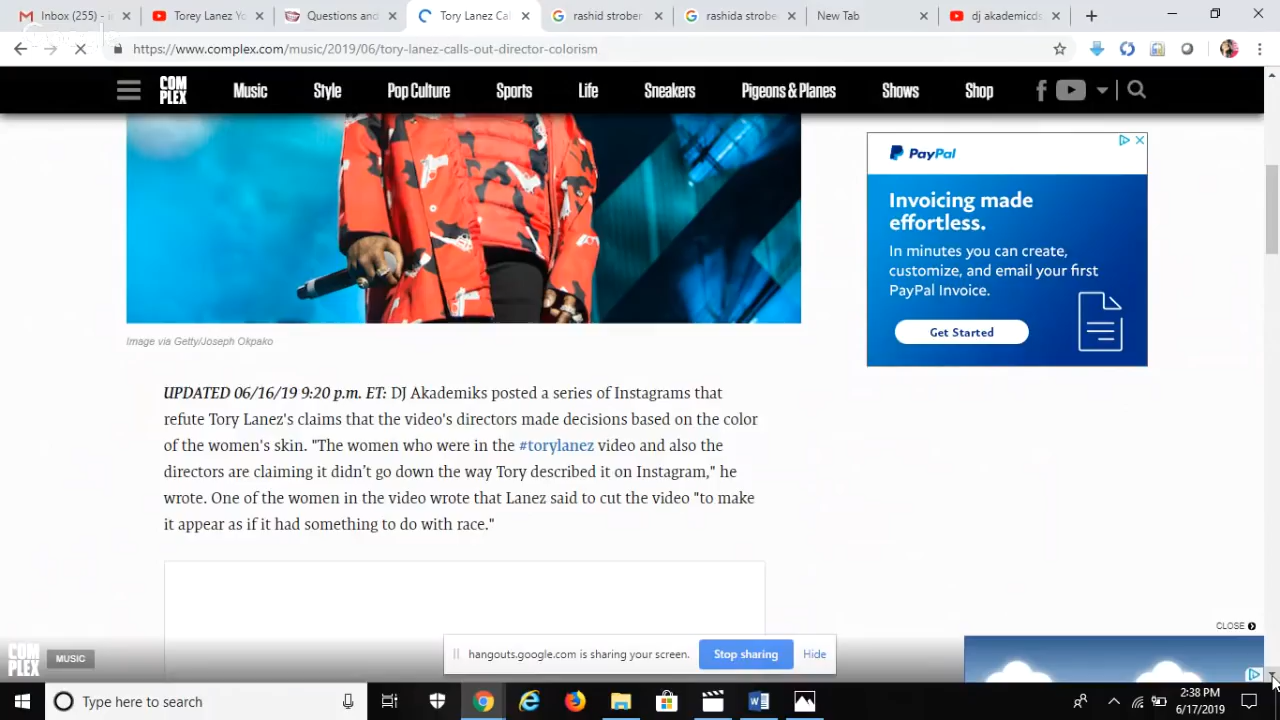 Inbox (255) - i
Torey Lanez Yo
Questions and
Tory Lanez Cal
rashid strober
rashida strobe
New Tab
dj akademicds
https://www.complex.com/music/2019/06/tory-lanez-calls-out-director-colorism
COM
PLEX
Music
Style
Pop Culture
Sports
Life
Sneakers
Pigeons & Planes
Shows
Shop
PayPal
Invoicing made
effortless.
In minutes you can create,
customize, and email your first
PayPal Invoice.
Get Started
Image via Getty/Joseph Okpako
UPDATED 06/16/19 9:20 p.m. ET: DJ Akademiks posted a series of Instagrams that
refute Tory Lanez's claims that the video's directors made decisions based on the color
of the women's skin. "The women who were in the #torylanez video and also the
directors are claiming it didn't go down the way Tory described it on Instagram," he
wrote. One of the women in the video wrote that Lanez said to cut the video "to make
it appear as if it had something to do with race."
CLOSE
COM
PLEX
MUSIC
hangouts.google.com is sharing your screen.
Stop sharing
Hide
Type here to search
2:38 PM
6/17/2019